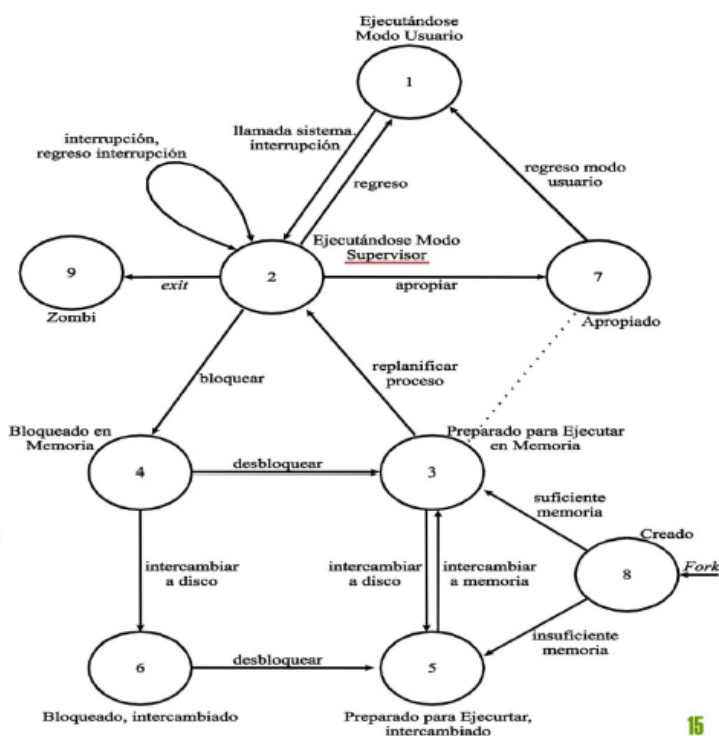 Ejecutándose
Modo Usuario
1
llamada sistema,
interrupción
interrupción,
regreso interrupción
regreso
regreso modo
usuario
Ejecutándose Modo
Supervisor
9
2
7
exit
apropiar
Zombi
Apropiado
bloquear
replanificar
proceso
Bloqueado en
Memoria
Preparado para Ejecutar
en Memoria
4
desbloquear
3
suficiente
memoria
Creado
intercambiar
a disco
intercambiar
a disco
intercambiar
a memoria
8
Fork
insuficiente
memoria
6
desbloquear
5
Bloqueado, intercambiado
Preparado para Ejecurtar,
intercambiado
15